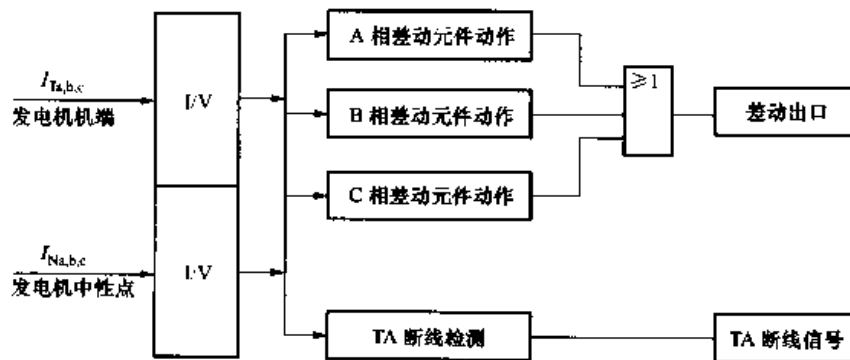 A 相差动元件动作
≥1
I_{Ta,b,c}
发电机机端
I/V
B 相差动元件动作
差动出口
C 相差动元件动作
I_{Na,b,c}
发电机中性点
I/V
TA 断线检测
TA 断线信号